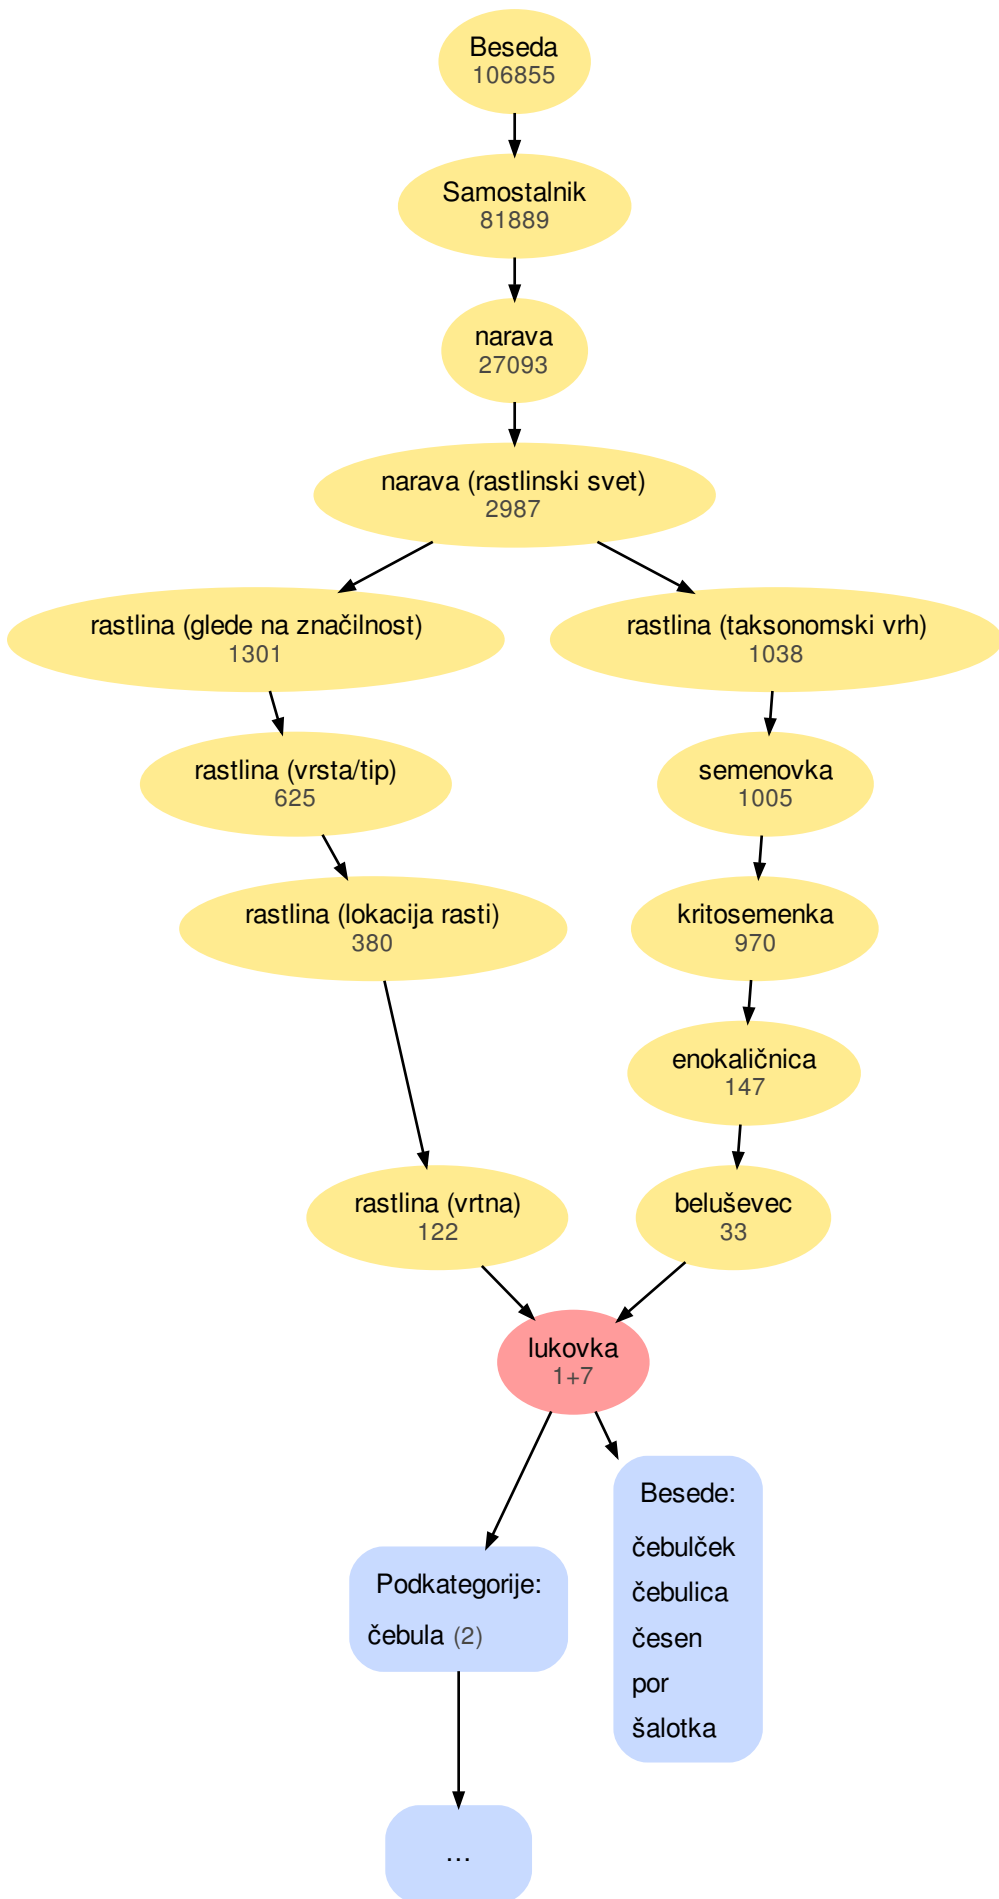 Beseda
106855
Samostalnik
81889
narava
27093
narava (rastlinski svet)
2987
rastlina (glede na značilnost)
1301
rastlina (taksonomski vrh)
1038
rastlina (vrsta/tip)
625
semenovka
1005
rastlina (lokacija rasti)
380
kritosemenka
970
enokaličnica
147
rastlina (vrtna)
122
beluševec
33
lukovka
1+7
Podkategorije:
čebula (2)
Besede:
čebulček
čebulica
česen
por
šalotka
...